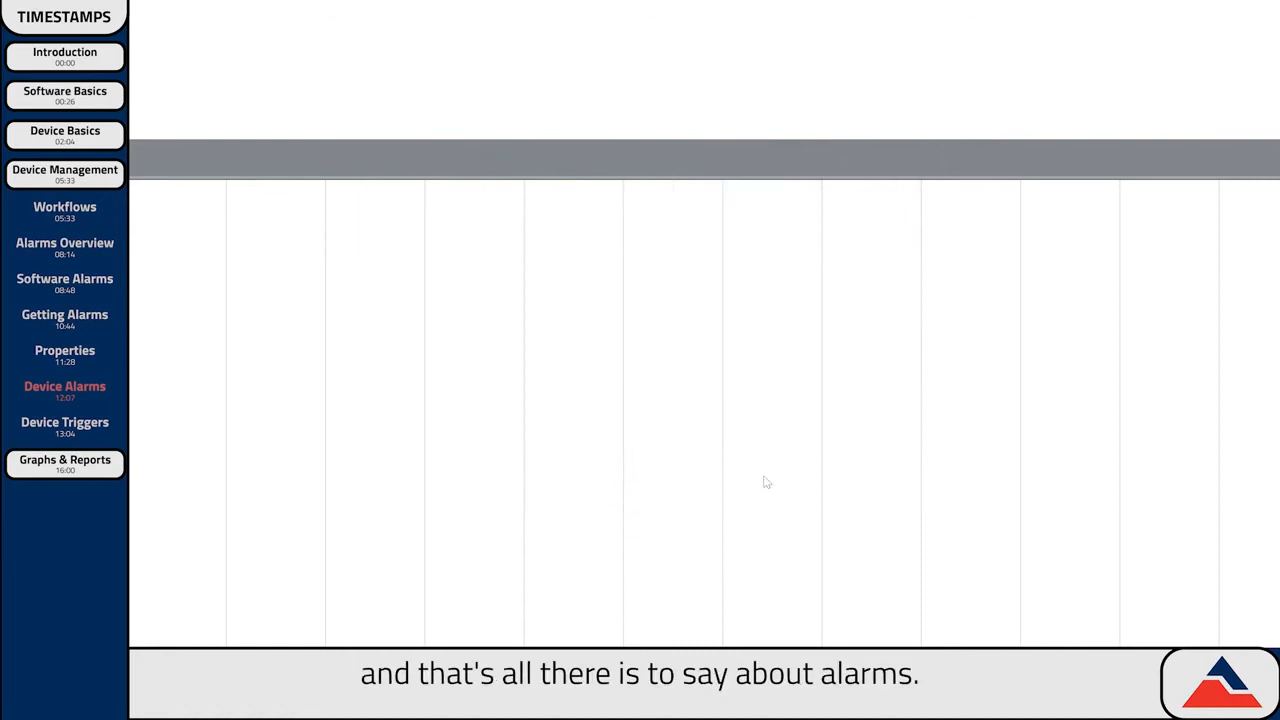 TIMESTAMPS
Introduction
00:00
Software Basics
00:26
Device Basics
02:04
Device Management
05:33
Workflows
05:33
Alarms Overview
08:14
Software Alarms
08:48
Getting Alarms
10:44
Properties
11:28
Device Alarms
12:07
Device Triggers
13:04
Graphs & Reports
16:00
and that's all there is to say about alarms.